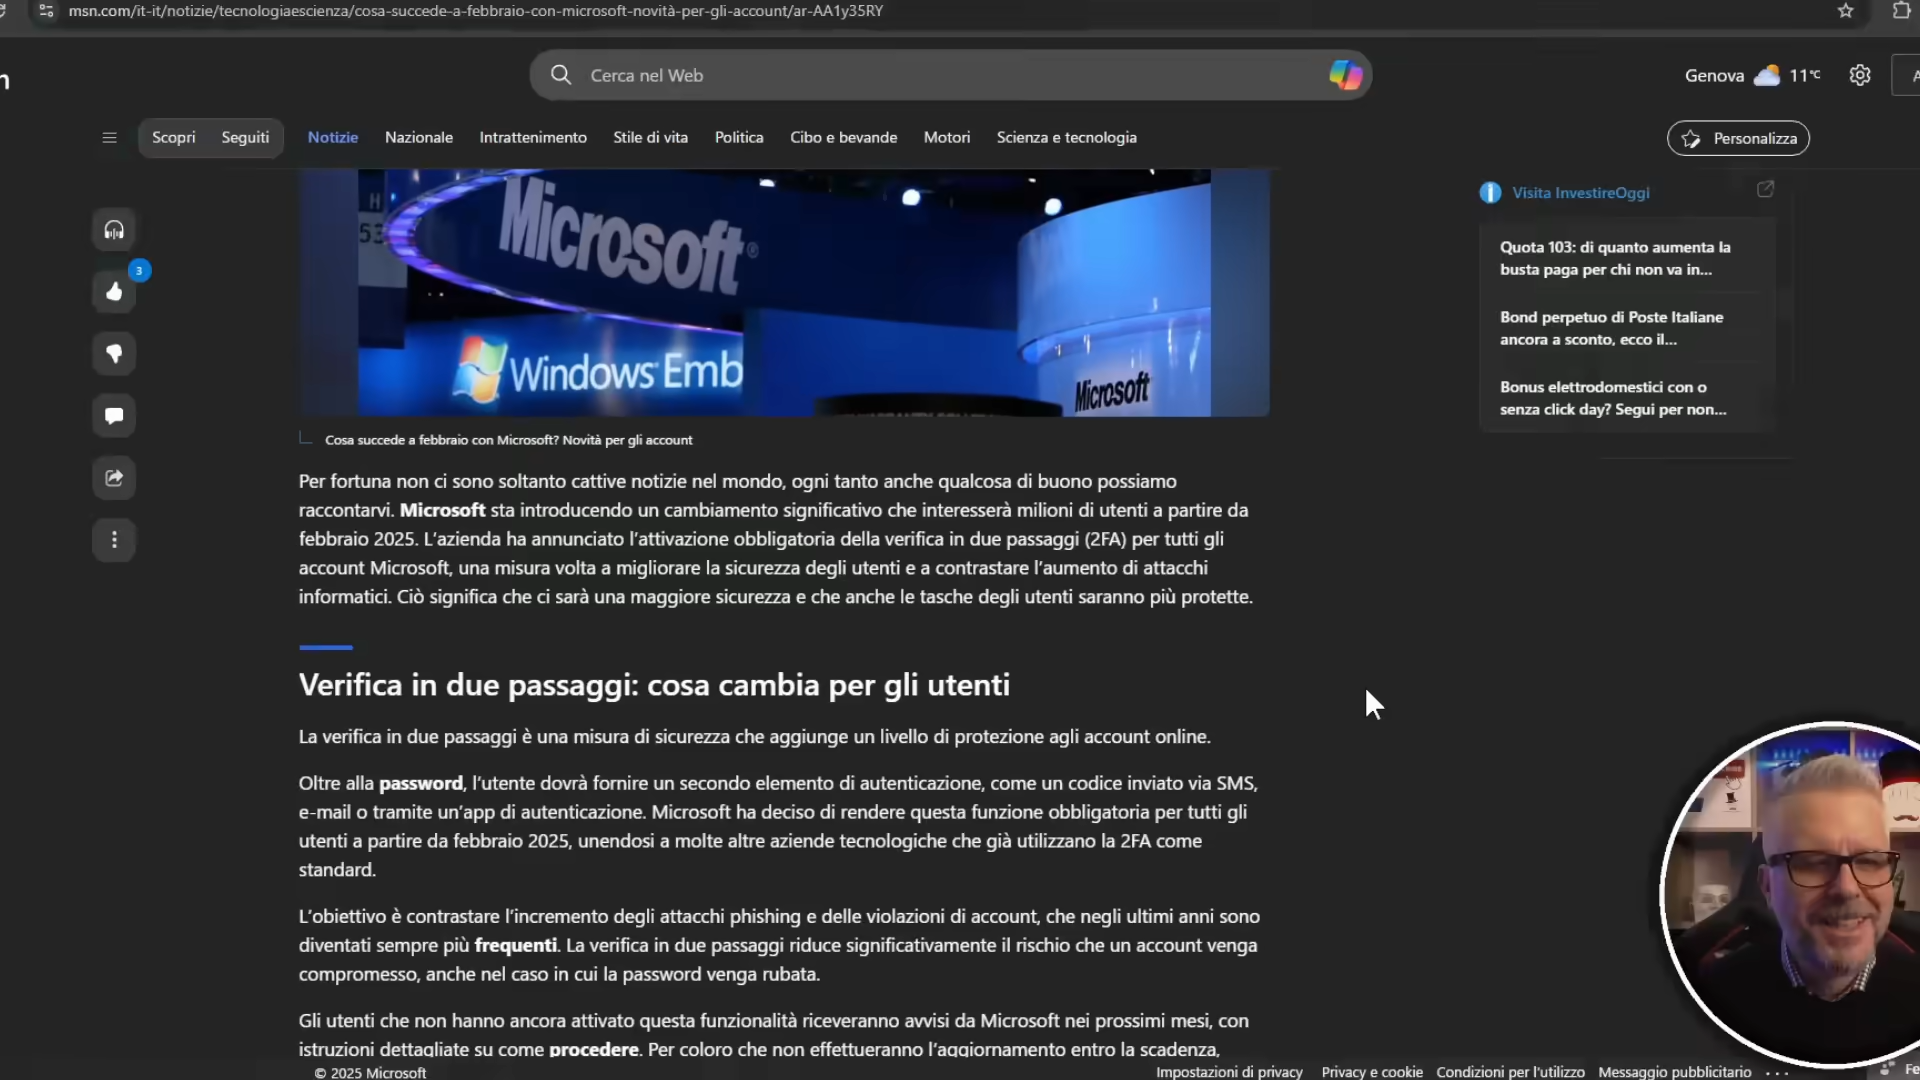 msn.com/it-it/notizie/tecnologiaescienza/cosa-succede-a-febbraio-con-microsoft-novità-per-gli-account/ar-AA1y35RY
Cerca nel Web
Genova 11°C
Scopri Seguiti Notizie Nazionale Intrattenimento Stile di vita Politica Cibo e bevande Motori Scienza e tecnologia
Personalizza
3
Microsoft
Windows Emb
Microsoft
Visita InvestireOggi
Quota 103: di quanto aumenta la
busta paga per chi non va in...
Bond perpetuo di Poste Italiane
ancora a sconto, ecco il...
Bonus elettrodomestici con o
senza click day? Segui per non...
Cosa succede a febbraio con Microsoft? Novità per gli account
Per fortuna non ci sono soltanto cattive notizie nel mondo, ogni tanto anche qualcosa di buono possiamo
raccontarvi. Microsoft sta introducendo un cambiamento significativo che interesserà milioni di utenti a partire da
febbraio 2025. L'azienda ha annunciato l'attivazione obbligatoria della verifica in due passaggi (2FA) per tutti gli
account Microsoft, una misura volta a migliorare la sicurezza degli utenti e a contrastare l'aumento di attacchi
informatici. Ciò significa che ci sarà una maggiore sicurezza e che anche le tasche degli utenti saranno più protette.
Verifica in due passaggi: cosa cambia per gli utenti
La verifica in due passaggi è una misura di sicurezza che aggiunge un livello di protezione agli account online.
Oltre alla password, l'utente dovrà fornire un secondo elemento di autenticazione, come un codice inviato via SMS,
e-mail o tramite un'app di autenticazione. Microsoft ha deciso di rendere questa funzione obbligatoria per tutti gli
utenti a partire da febbraio 2025, unendosi a molte altre aziende tecnologiche che già utilizzano la 2FA come
standard.
L'obiettivo è contrastare l'incremento degli attacchi phishing e delle violazioni di account, che negli ultimi anni sono
diventati sempre più frequenti. La verifica in due passaggi riduce significativamente il rischio che un account venga
compromesso, anche nel caso in cui la password venga rubata.
Gli utenti che non hanno ancora attivato questa funzionalità riceveranno avvisi da Microsoft nei prossimi mesi, con
istruzioni dettagliate su come procedere. Per coloro che non effettueranno l'aggiornamento entro la scadenza,
© 2025 Microsoft
Impostazioni di privacy Privacy e cookie Condizioni per l'utilizzo Messaggio pubblicitario ...